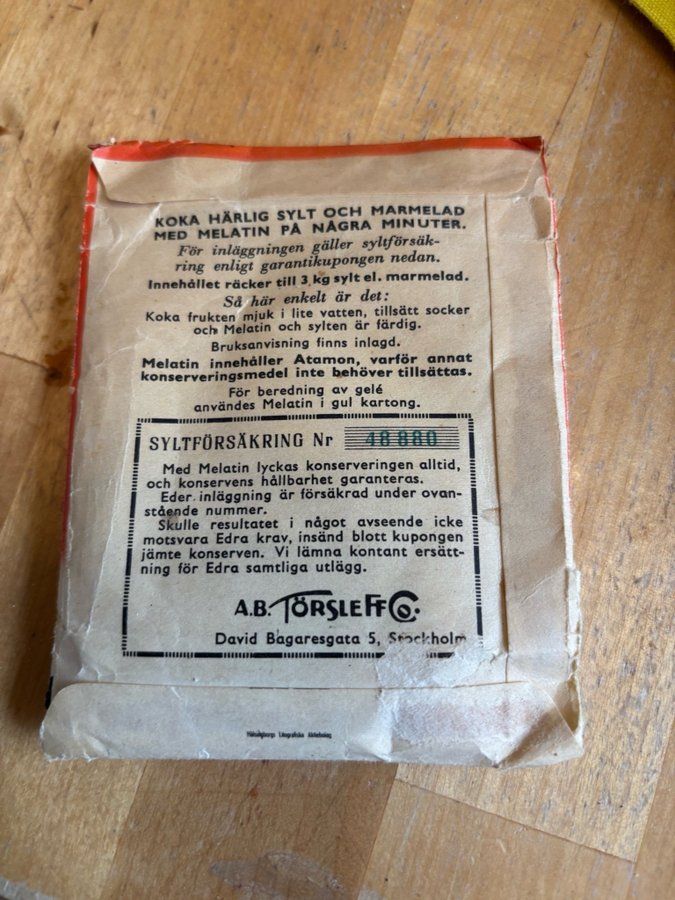 KOKA HÄRLIG SYLT OCH MARMELAD
MED MELATIN PÅ NÅGRA MINUTER.
För inläggningen gäller syltförsäk-
ring enligt garantikupongen nedan.
Innehållet räcker till 3 kg sylt el. marmelad.
Så här enkelt är det:
Koka frukten mjuk i lite vatten, tillsätt socker
och Melatin och sylten är färdig.
Bruksanvisning finns inlagd.
Melatin innehåller Atamon, varför annat
konserveringsmedel inte behöver tillsättas.
För beredning av gelé
användes Melatin i gul kartong.
SYLTFÖRSÄKRING Nr 48880
Med Melatin lyckas konserveringen alltid,
och konservens hållbarhet garanteras.
Eder inläggning är försäkrad under ovan-
stående nummer.
Skulle resultatet i något avseende icke
motsvara Edra krav, insänd blott kupongen
jämte konserven. Vi lämna kontant ersätt-
ning för Edra samtliga utlägg.
A.B. TÖRSLEFF & Co.
David Bagaresgata 5, Stockholm
Hälsingborgs Litografiska Aktiebolag